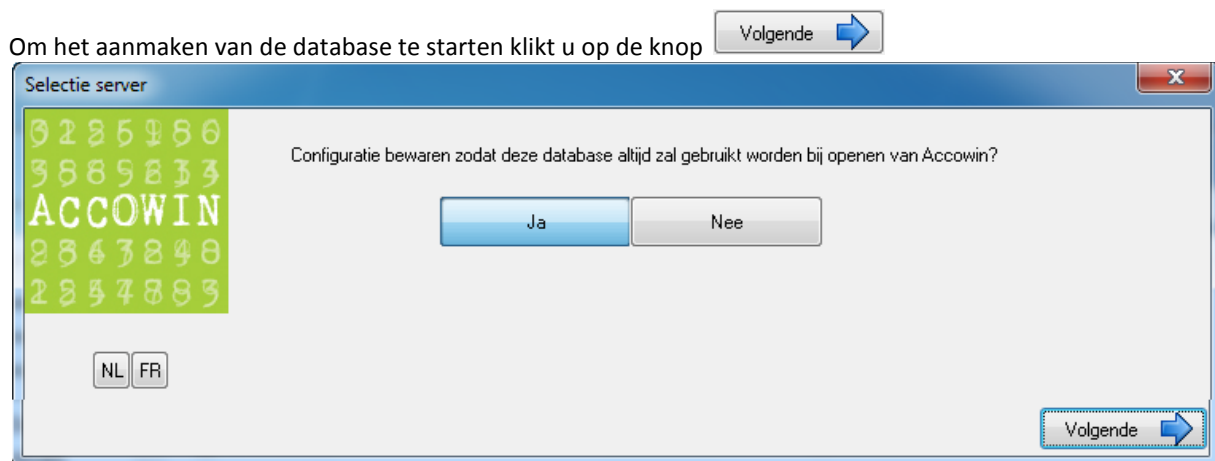 Om het aanmaken van de database te starten klikt u op de knop Volgende
Selectie server
ACCOWIN
Configuratie bewaren zodat deze database altijd zal gebruikt worden bij openen van Accowin?
Ja Nee
NL FR
Volgende